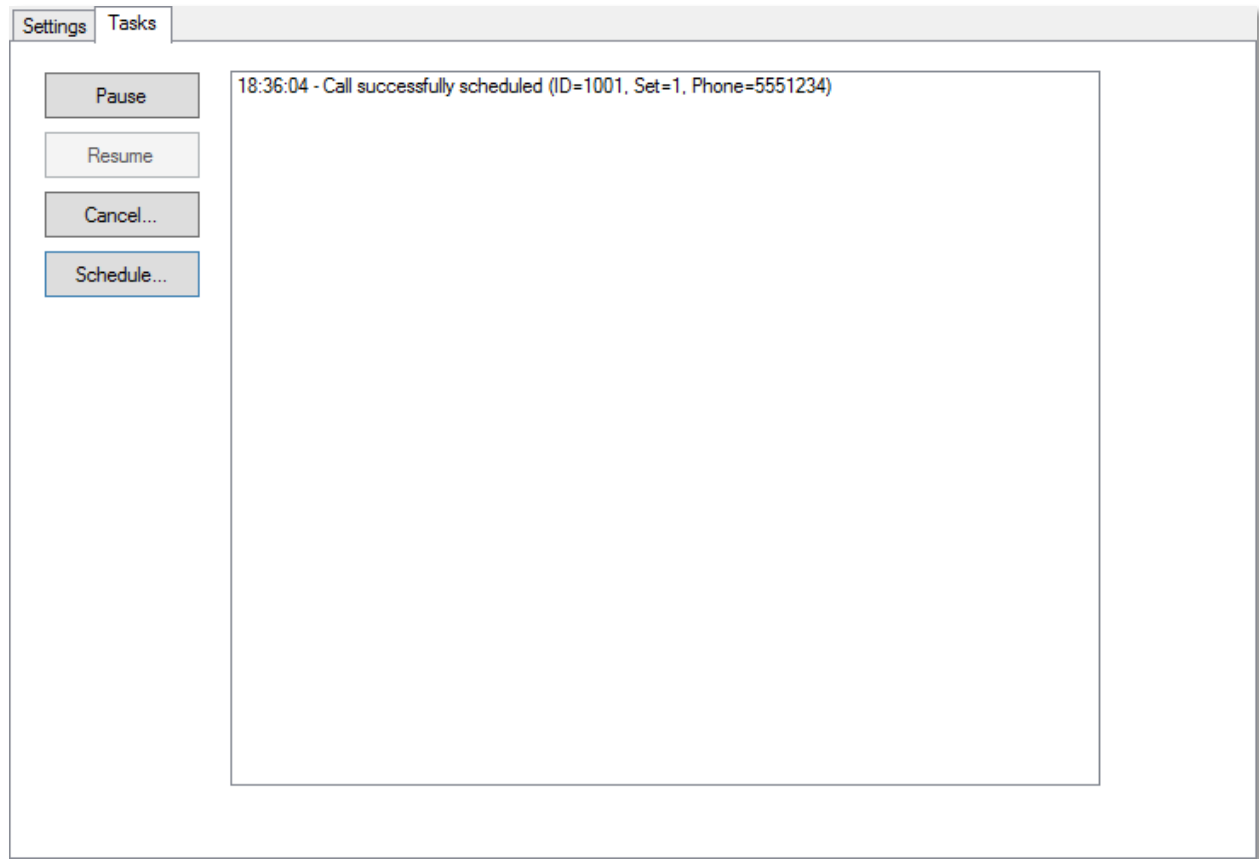 Settings Tasks
Pause
18:36:04 - Call successfully scheduled (ID=1001, Set=1, Phone=5551234)
Resume
Cancel...
Schedule...